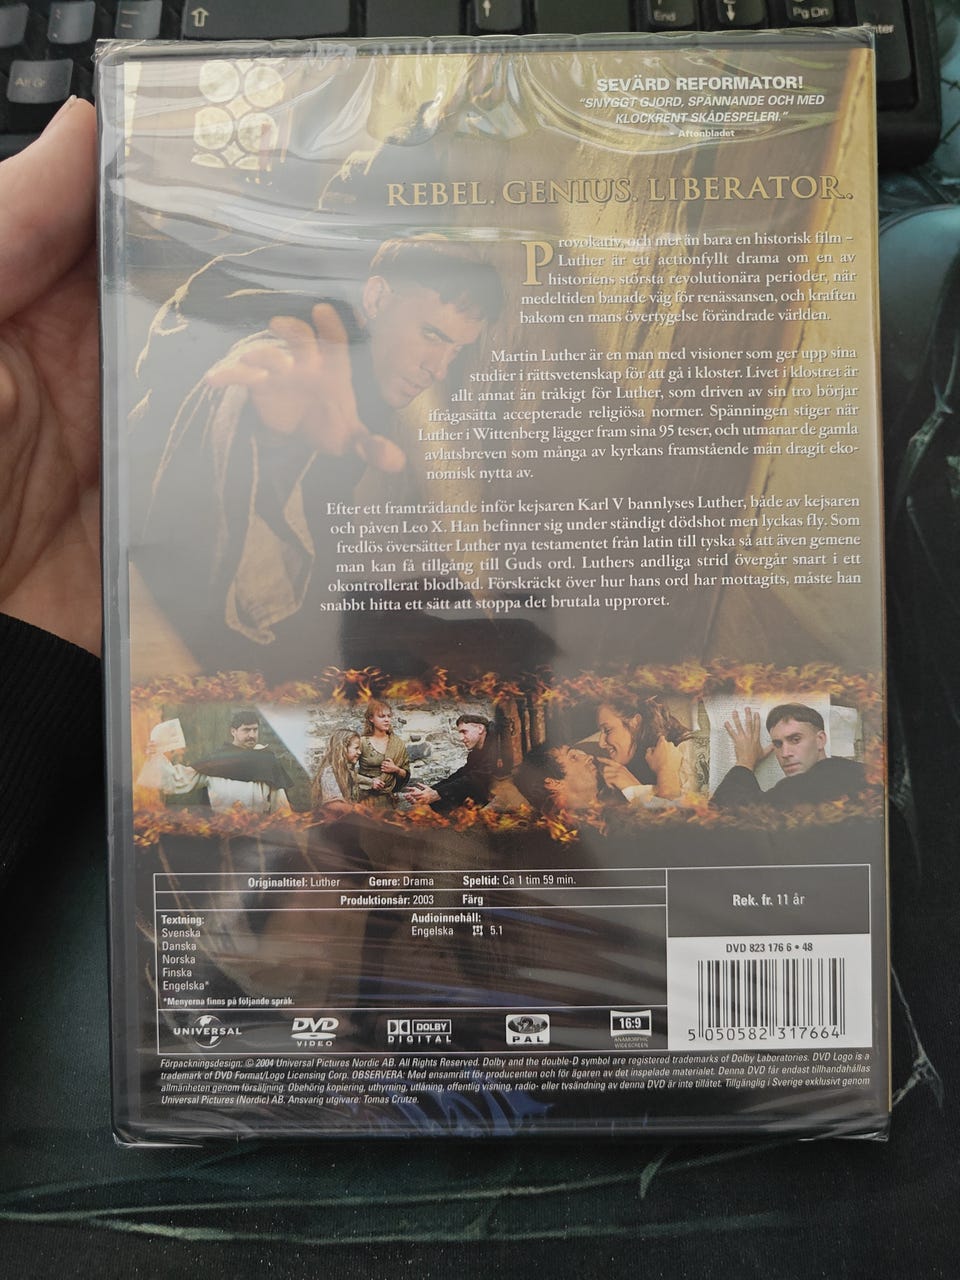 End
Pg Dn
Enter
Alt Gr
SEVÄRD REFORMATOR!
"SNYGGT GJORD, SPÄNNANDE OCH MED
KLOCKRENT SKÅDESPELERI."
- Aftonbladet
REBEL. GENIUS. LIBERATOR.
Provokativ, och mer än bara en historisk film –
Luther är ett actionfyllt drama om en av
historiens största revolutionära perioder, när
medeltiden banade väg för renässansen, och kraften
bakom en mans övertygelse förändrade världen.
Martin Luther är en man med visioner som ger upp sina
studier i rättsvetenskap för att gå i kloster. Livet i klostret är
allt annat än tråkigt för Luther, som driven av sin tro börjar
ifrågasätta accepterade religiösa normer. Spänningen stiger när
Luther i Wittenberg lägger fram sina 95 teser, och utmanar de gamla
avlatsbreven som många av kyrkans framstående män dragit eko-
nomisk nytta av.
Efter ett framträdande inför kejsaren Karl V bannlyses Luther, både av kejsaren
och påven Leo X. Han befinner sig under ständigt dödshot men lyckas fly. Som
fredlös översätter Luther nya testamentet från latin till tyska så att även gemene
man kan få tillgång till Guds ord. Luthers andliga strid övergår snart i ett
okontrollerat blodbad. Förskräckt över hur hans ord har mottagits, måste han
snabbt hitta ett sätt att stoppa det brutala upproret.
Originaltitel: Luther Genre: Drama Speltid: Ca 1 tim 59 min.
Produktionsår: 2003 Färg
Rek. fr. 11 år
Textning:
Svenska
Danska
Norska
Finska
Engelska*
*Menyerna finns på följande språk.
Audioinnehåll:
Engelska 5.1
DVD 823 176 6 • 48
5 050582 317664
UNIVERSAL
DVD
VIDEO
DOLBY
DIGITAL
2
PAL
16:9
ANAMORPHIC
WIDESCREEN
Förpackningsdesign: © 2004 Universal Pictures Nordic AB. All Rights Reserved. Dolby and the double-D symbol are registered trademarks of Dolby Laboratories. DVD Logo is a
trademark of DVD Format/Logo Licensing Corp. OBSERVERA: Med ensamrätt för producenten och för ägaren av det inspelade materialet. Denna DVD får endast tillhandahållas
allmänheten genom försäljning. Obehörig kopiering, uthyrning, utlåning, offentlig visning, radio- eller tvsändning av denna DVD är inte tillåtet. Tillgänglig i Sverige exklusivt genom
Universal Pictures (Nordic) AB. Ansvarig utgivare: Tomas Crutze.